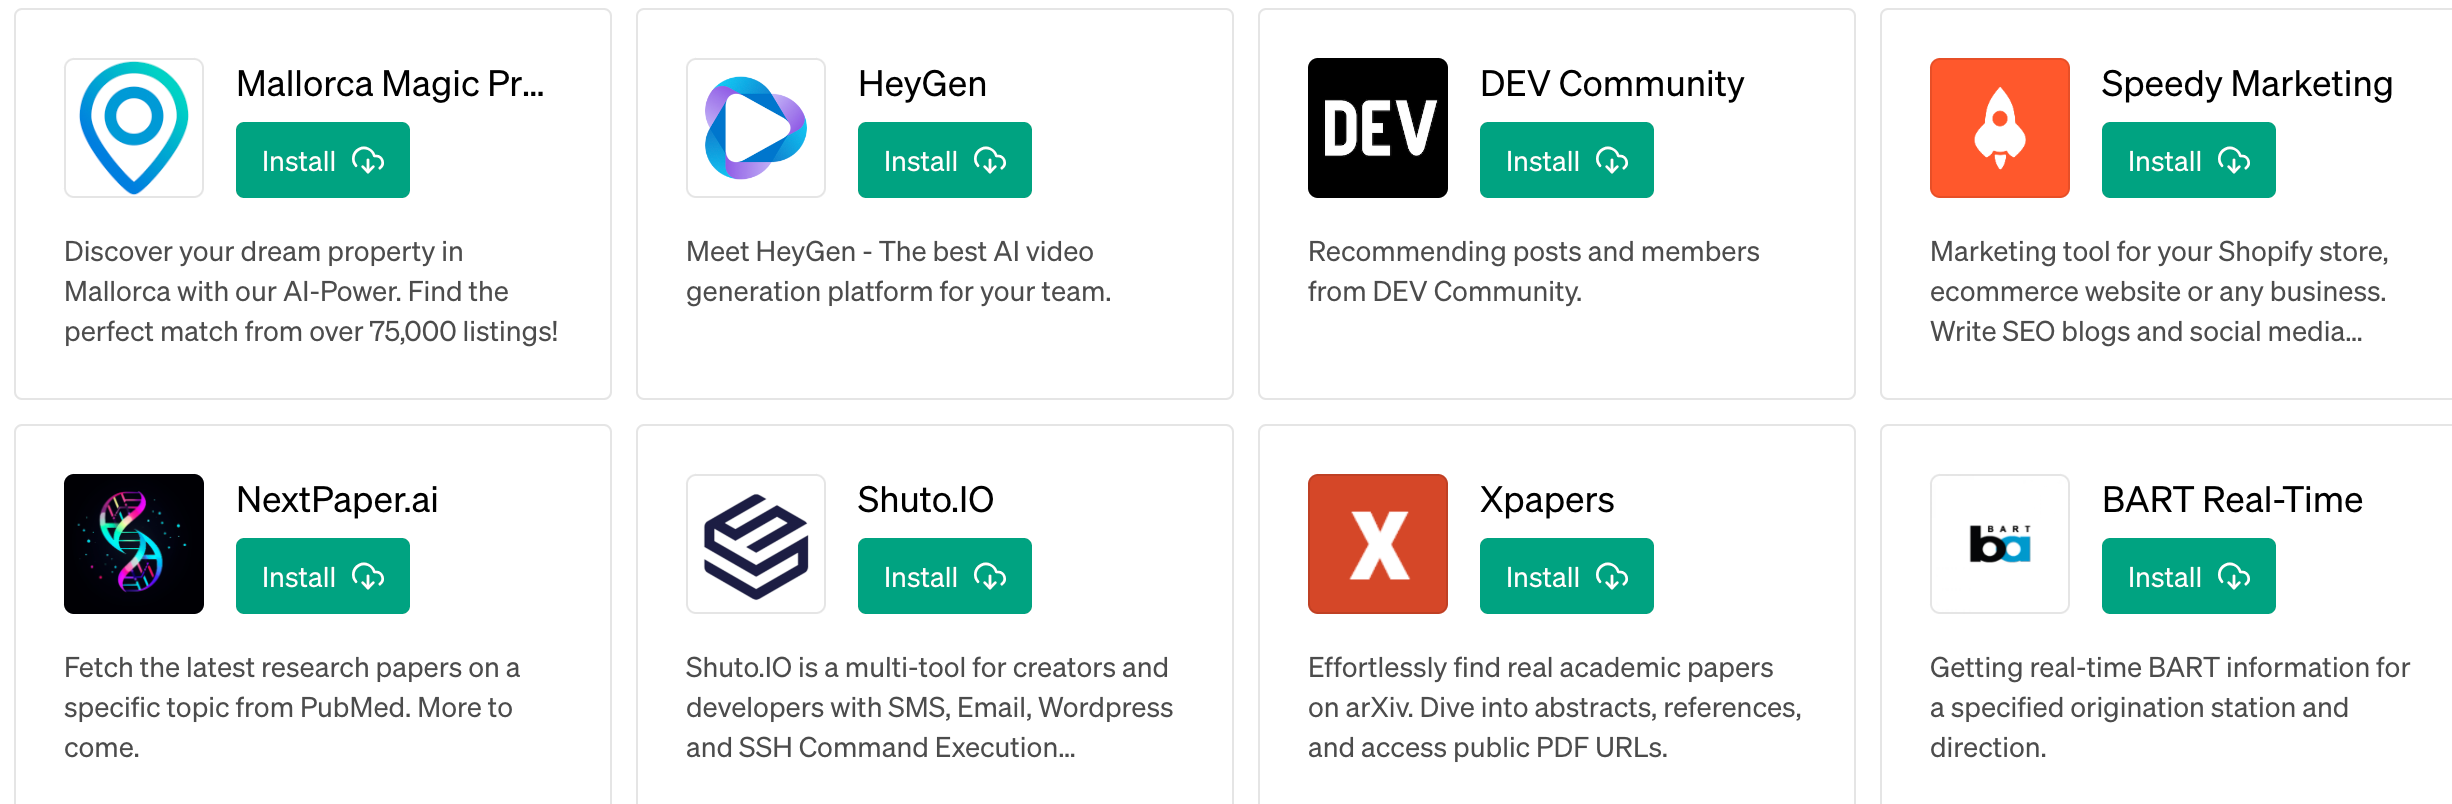 Mallorca Magic Pr...
Install
Discover your dream property in
Mallorca with our AI-Power. Find the
perfect match from over 75,000 listings!
HeyGen
Install
Meet HeyGen - The best AI video
generation platform for your team.
DEV
DEV Community
Install
Recommending posts and members
from DEV Community.
Speedy Marketing
Install
Marketing tool for your Shopify store,
ecommerce website or any business.
Write SEO blogs and social media...
NextPaper.ai
Install
Fetch the latest research papers on a
specific topic from PubMed. More to
come.
Shuto.IO
Install
Shuto.IO is a multi-tool for creators and
developers with SMS, Email, Wordpress
and SSH Command Execution...
X
Xpapers
Install
Effortlessly find real academic papers
on arXiv. Dive into abstracts, references,
and access public PDF URLs.
BART
ba
BART Real-Time
Install
Getting real-time BART information for
a specified origination station and
direction.